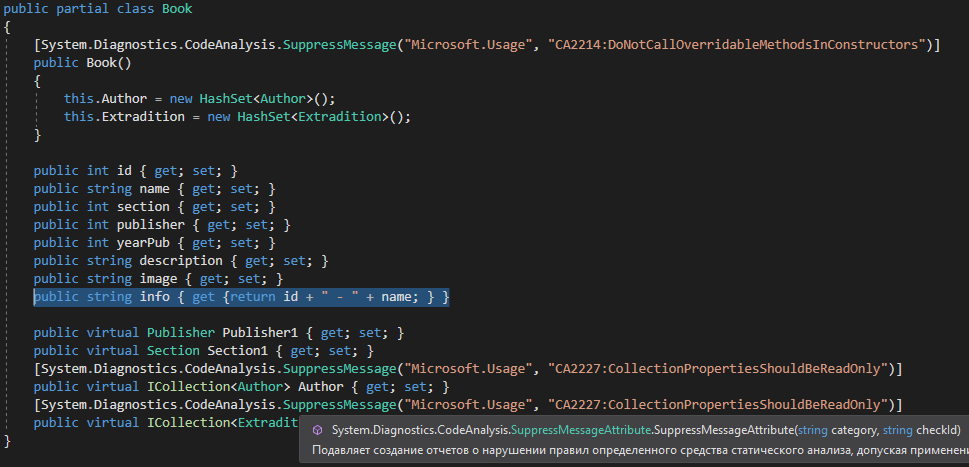 public partial class Book
{
[System.Diagnostics.CodeAnalysis.SuppressMessage("Microsoft.Usage", "CA2214:DoNotCallOverridableMethodsInConstructors")]
public Book()
{
this.Author = new HashSet<Author>();
this.Extradition = new HashSet<Extradition>();
}
public int id { get; set; }
public string name { get; set; }
public int section { get; set; }
public int publisher { get; set; }
public int yearPub { get; set; }
public string description { get; set; }
public string image { get; set; }
public string info { get {return id + " - " + name; } }
public virtual Publisher Publisher1 { get; set; }
public virtual Section Section1 { get; set; }
[System.Diagnostics.CodeAnalysis.SuppressMessage("Microsoft.Usage", "CA2227:CollectionPropertiesShouldBeReadOnly")]
public virtual ICollection<Author> Author { get; set; }
[System.Diagnostics.CodeAnalysis.SuppressMessage("Microsoft.Usage", "CA2227:CollectionPropertiesShouldBeReadOnly")]
public virtual ICollection<Extradit
System.Diagnostics.CodeAnalysis.SuppressMessageAttribute.SuppressMessageAttribute(string category, string checkId)
Подавляет создание отчетов о нарушении правил определенного средства статического анализа, допуская применени
}